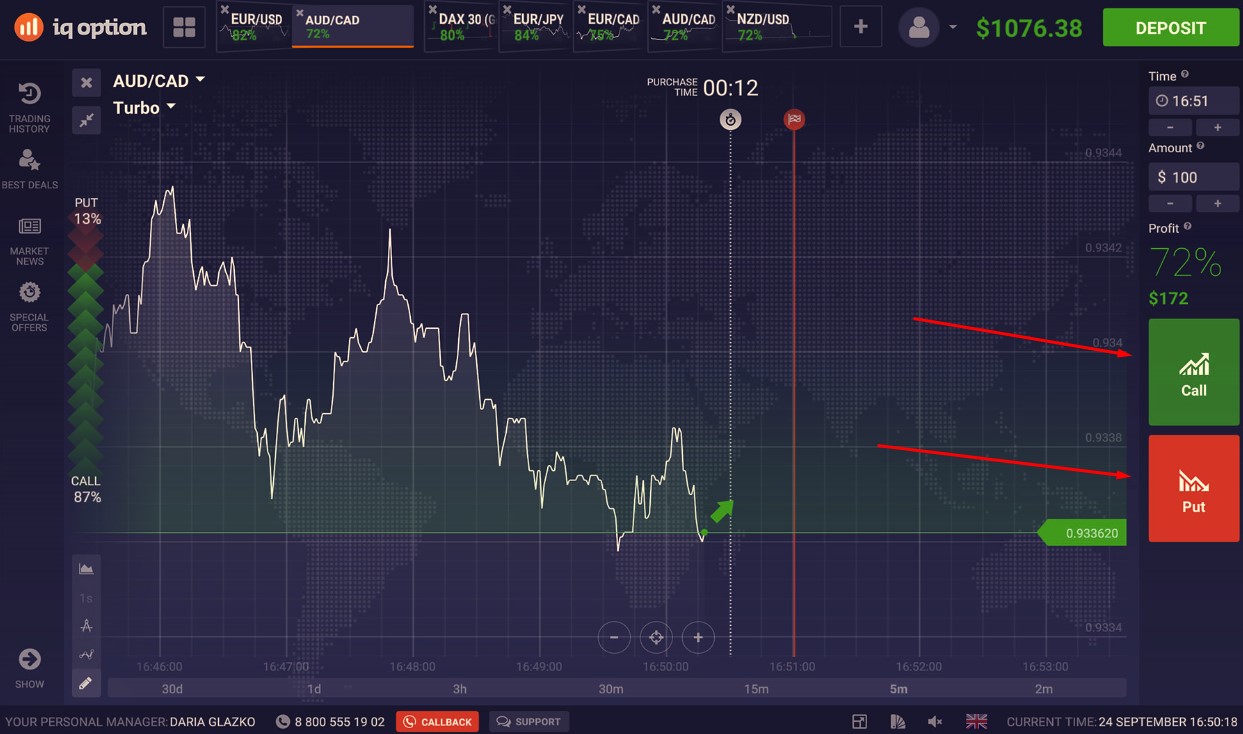 iq option
EUR/USD
82%
AUD/CAD
72%
DAX 30 (
80%
EUR/JPY
84%
EUR/CAD
75%
AUD/CAD
72%
NZD/USD
72%
$1076.38
DEPOSIT
TRADING
HISTORY
BEST DEALS
MARKET
NEWS
SPECIAL
OFFERS
SHOW
AUD/CAD
Turbo
PURCHASE
TIME 00:12
PUT
13%
CALL
87%
1s
0.9344
0.9342
0.934
0.9338
0.933620
0.9334
16:46:00 16:47:00 16:48:00 16:49:00 16:50:00 16:51:00 16:52:00 16:53:00
30d 1d 3h 30m 15m 5m 2m
Time
16:51
- +
Amount
$ 100
- +
Profit
72%
$172
Call
Put
YOUR PERSONAL MANAGER: DARIA GLAZKO 8 800 555 19 02 CALLBACK SUPPORT CURRENT TIME: 24 SEPTEMBER 16:50:18